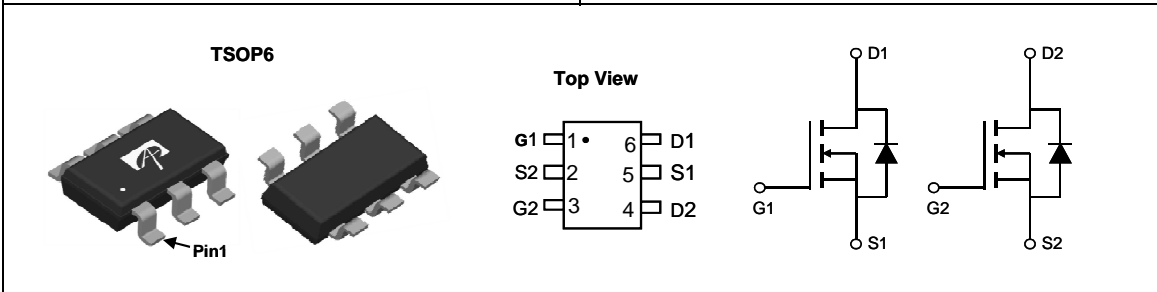 TSOP6
Pin1
Top View
G1 1 6 D1
S2 2 5 S1
G2 3 4 D2
D1
G1
S1
D2
G2
S2